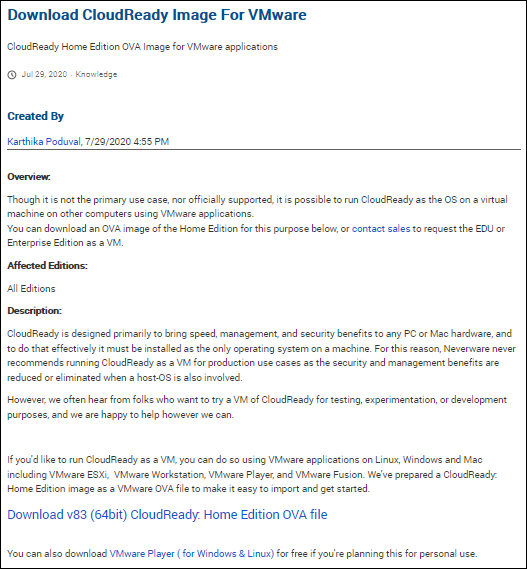 Download CloudReady Image For VMware
CloudReady Home Edition OVA Image for VMware applications
Jul 29, 2020 · Knowledge
Created By
Karthika Poduval, 7/29/2020 4:55 PM
Overview:
Though it is not the primary use case, nor officially supported, it is possible to run CloudReady as the OS on a virtual
machine on other computers using VMware applications.
You can download an OVA image of the Home Edition for this purpose below, or contact sales to request the EDU or
Enterprise Edition as a VM.
Affected Editions:
All Editions
Description:
CloudReady is designed primarily to bring speed, management, and security benefits to any PC or Mac hardware, and
to do that effectively it must be installed as the only operating system on a machine. For this reason, Neverware never
recommends running CloudReady as a VM for production use cases as the security and management benefits are
reduced or eliminated when a host-OS is also involved.
However, we often hear from folks who want to try a VM of CloudReady for testing, experimentation, or development
purposes, and we are happy to help however we can.
If you'd like to run CloudReady as a VM, you can do so using VMware applications on Linux, Windows and Mac
including VMware ESXi,  VMware Workstation, VMware Player, and VMware Fusion. We've prepared a CloudReady:
Home Edition image as a VMware OVA file to make it easy to import and get started.
Download v83 (64bit) CloudReady: Home Edition OVA file
You can also download VMware Player ( for Windows & Linux) for free if you're planning this for personal use.